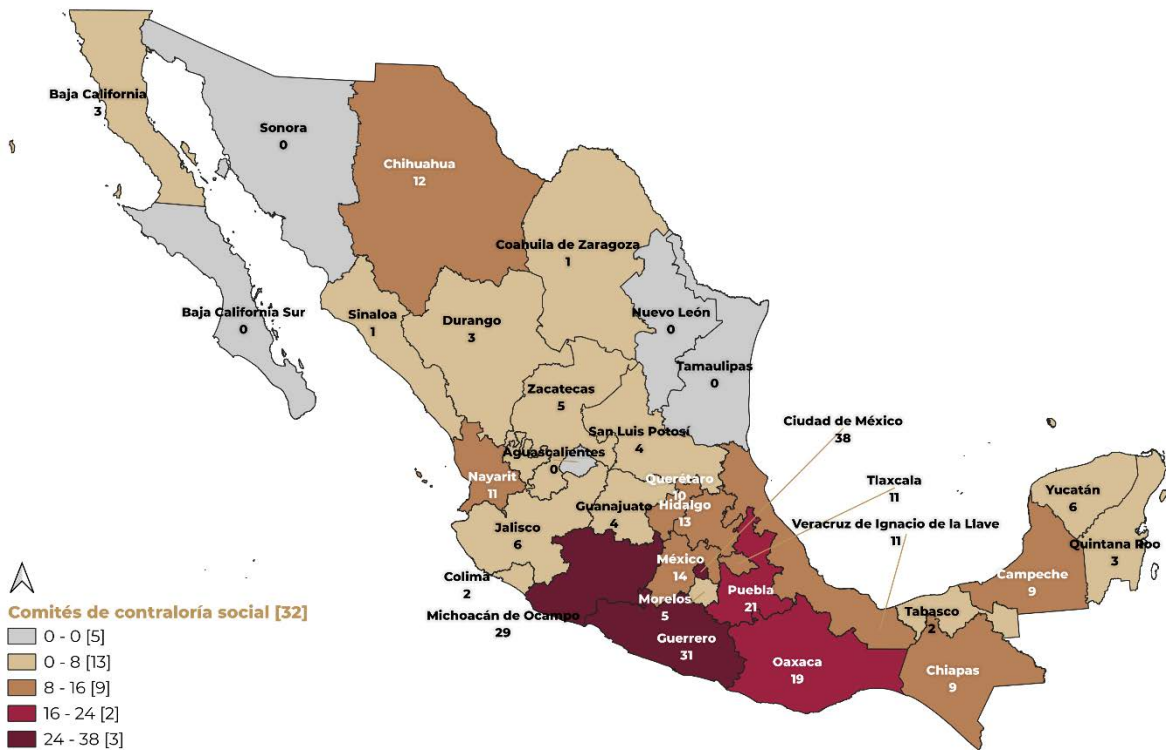 Baja California
3
Sonora
0
Chihuahua
12
Coahuila de Zaragoza
1
Baja California Sur
0
Sinaloa
1
Durango
3
Nuevo León
0
Tamaulipas
0
Zacatecas
5
San Luis Potosí
4
Ciudad de México
38
Aguascalientes
0
Nayarit
11
Querétaro
10
Tlaxcala
11
Hidalgo
13
Guanajuato
4
Veracruz de Ignacio de la Llave
11
Yucatán
6
Jalisco
6
Quintana Roo
3
México
14
Campeche
9
Colima
2
Puebla
21
Morelos
5
Michoacán de Ocampo
29
Tabasco
2
Guerrero
31
Oaxaca
19
Chiapas
9
Comités de contraloría social [32]
0 - 0 [5]
0 - 8 [13]
8 - 16 [9]
16 - 24 [2]
24 - 38 [3]